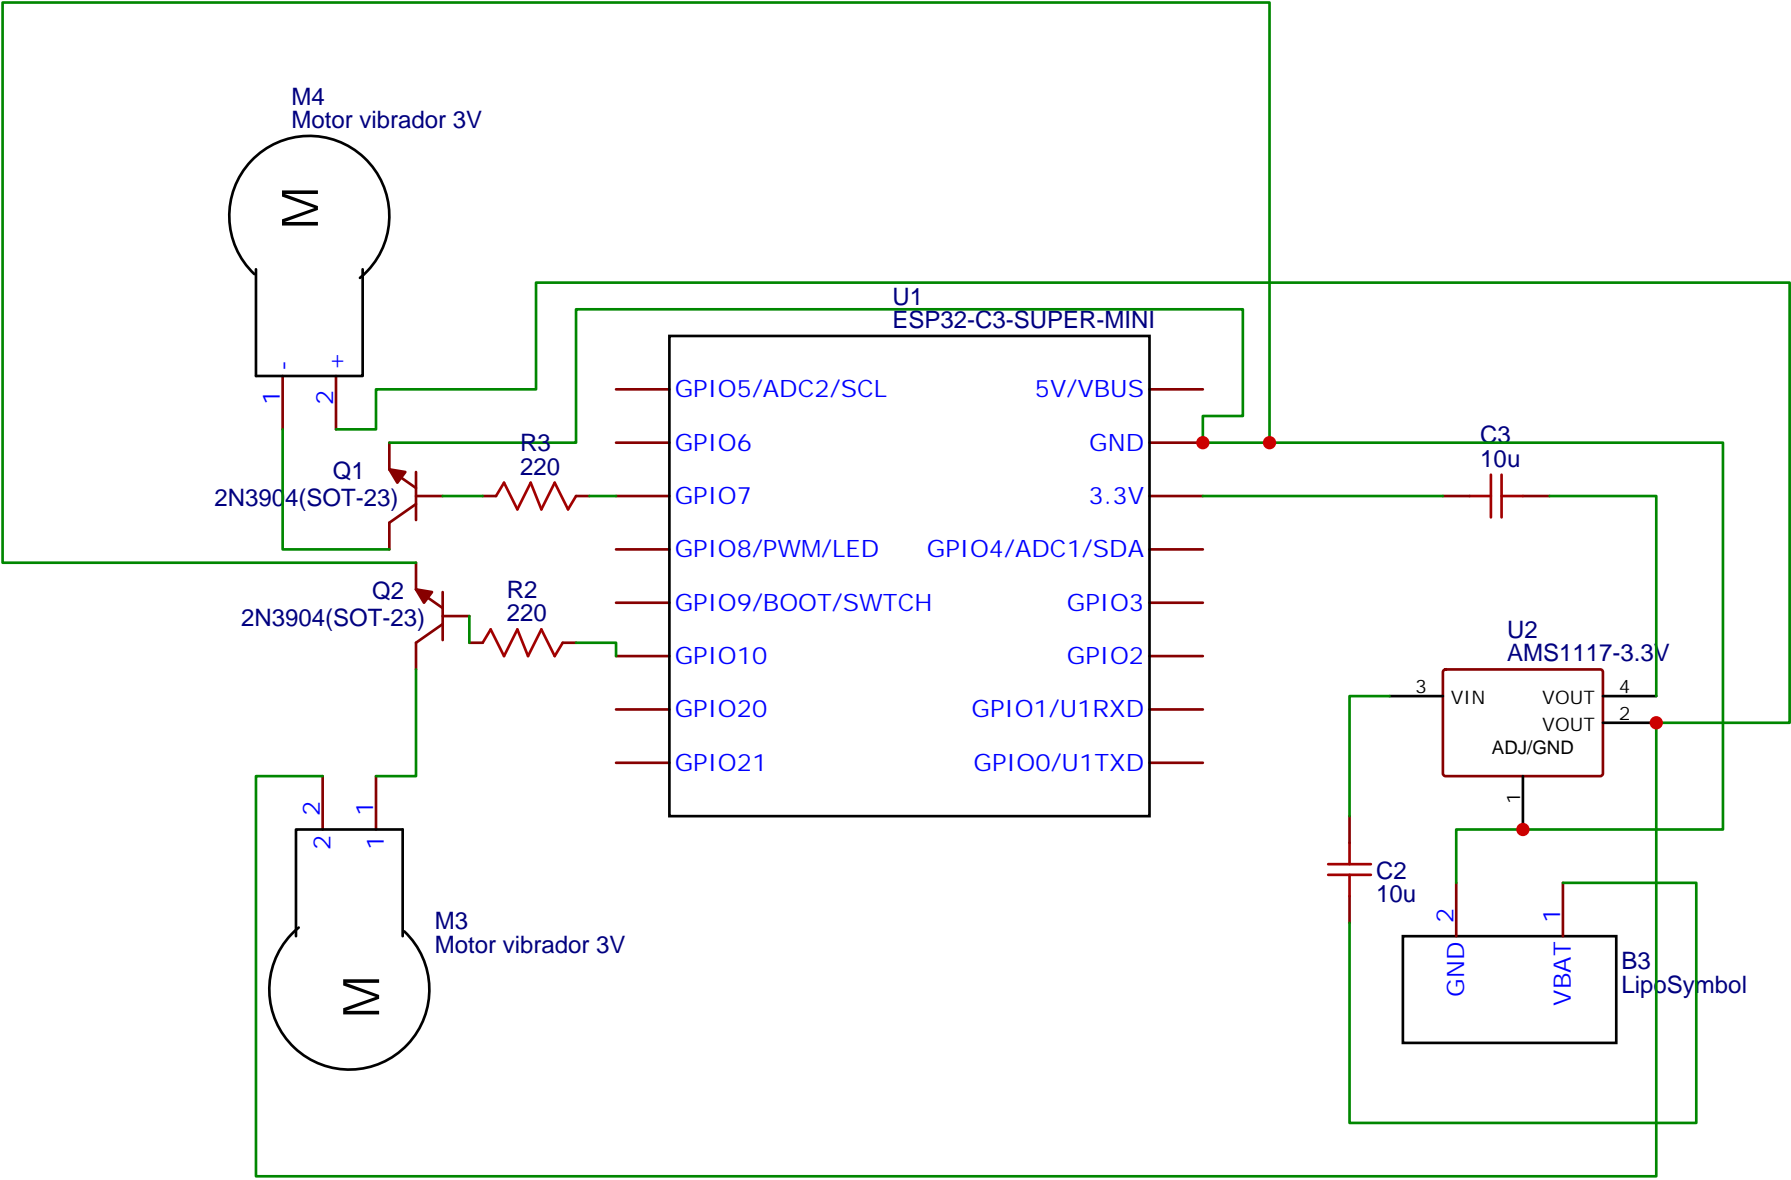 M4
Motor vibrador 3V
M
-
+
1
2
U1
ESP32-C3-SUPER-MINI
GPIO5/ADC2/SCL
5V/VBUS
GPIO6
GND
GPIO7
3.3V
GPIO8/PWM/LED
GPIO4/ADC1/SDA
GPIO9/BOOT/SWTCH
GPIO3
GPIO10
GPIO2
GPIO20
GPIO1/U1RXD
GPIO21
GPIO0/U1TXD
R3
220
Q1
2N3904(SOT-23)
Q2
2N3904(SOT-23)
R2
220
C3
10u
U2
AMS1117-3.3V
3
VIN
VOUT
4
VOUT
2
ADJ/GND
1
C2
10u
2
1
GND
VBAT
B3
LipoSymbol
2
1
2
1
M3
Motor vibrador 3V
M